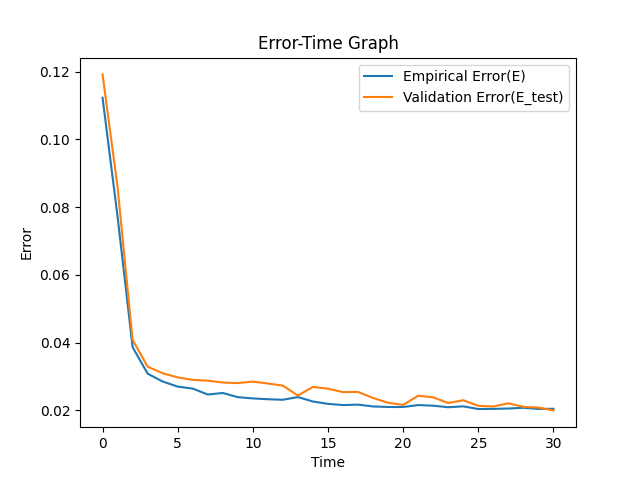 Error-Time Graph
Empirical Error(E)
Validation Error(E_test)
0.12
0.10
0.08
0.06
0.04
0.02
Error
0 5 10 15 20 25 30
Time